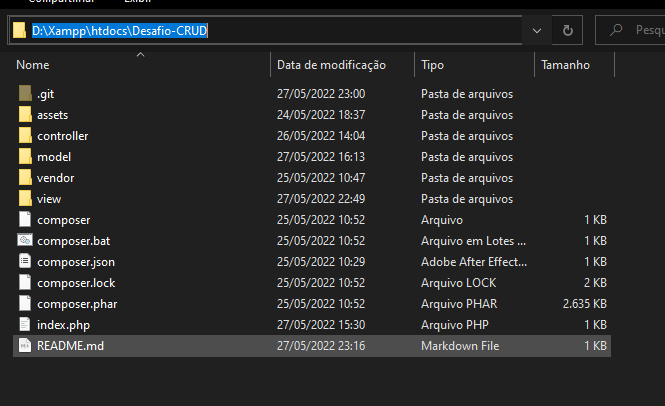 Compartilhar Exibir
D:\Xampp\htdocs\Desafio-CRUD Pesqu
Nome Data de modificação Tipo Tamanho
.git 27/05/2022 23:00 Pasta de arquivos
assets 24/05/2022 18:37 Pasta de arquivos
controller 26/05/2022 14:04 Pasta de arquivos
model 27/05/2022 16:13 Pasta de arquivos
vendor 25/05/2022 10:47 Pasta de arquivos
view 27/05/2022 22:49 Pasta de arquivos
composer 25/05/2022 10:52 Arquivo 1 KB
composer.bat 25/05/2022 10:52 Arquivo em Lotes ... 1 KB
composer.json 25/05/2022 10:29 Adobe After Effect... 1 KB
composer.lock 25/05/2022 10:52 Arquivo LOCK 2 KB
composer.phar 25/05/2022 10:52 Arquivo PHAR 2.635 KB
index.php 27/05/2022 15:30 Arquivo PHP 1 KB
README.md 27/05/2022 23:16 Markdown File 1 KB